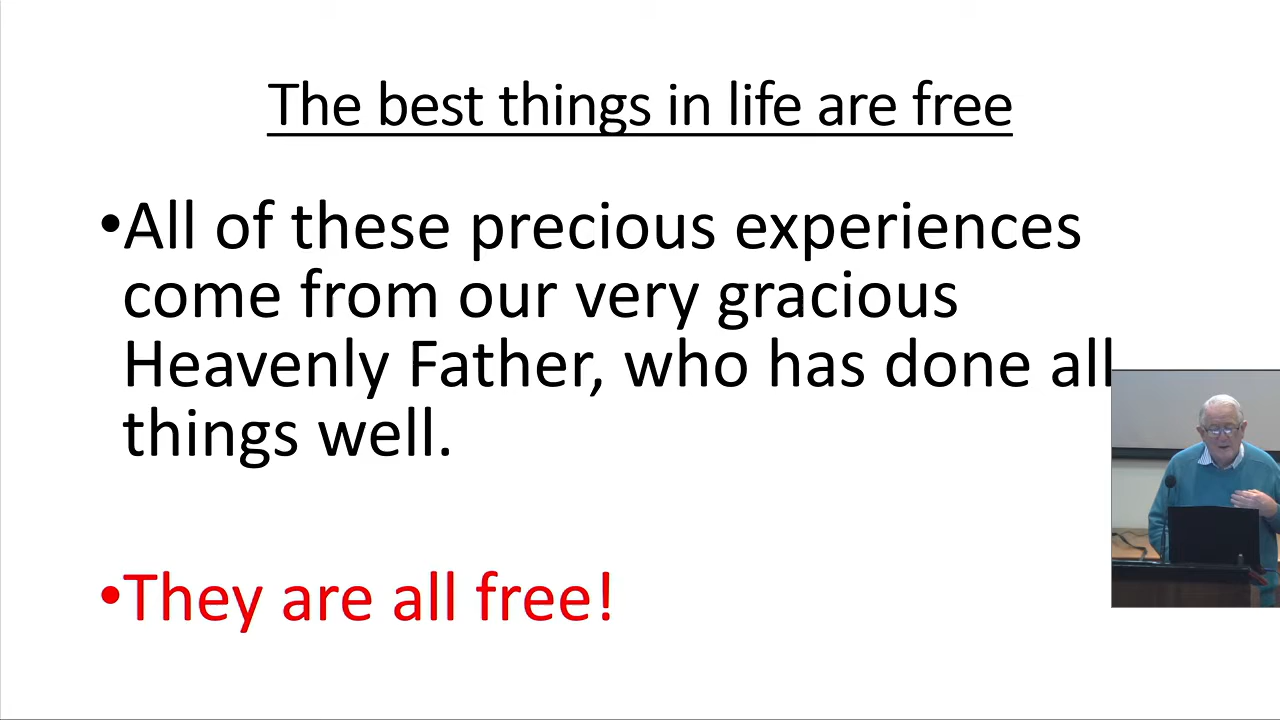 The best things in life are free
•All of these precious experiences
come from our very gracious
Heavenly Father, who has done all
things well.
•They are all free!